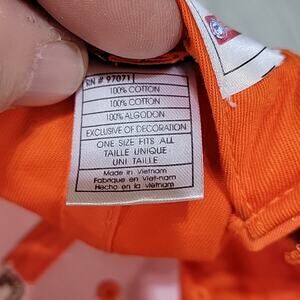 RN # 97071
100% COTTON
100% COTTON
100% ALGODON
EXCLUSIVE OF DECORATION
ONE SIZE FITS ALL
TAILLE UNIQUE
UNI TAILLE
Made in Vietnam
Fabrique en Viet-nam
Hecho en la vietnam